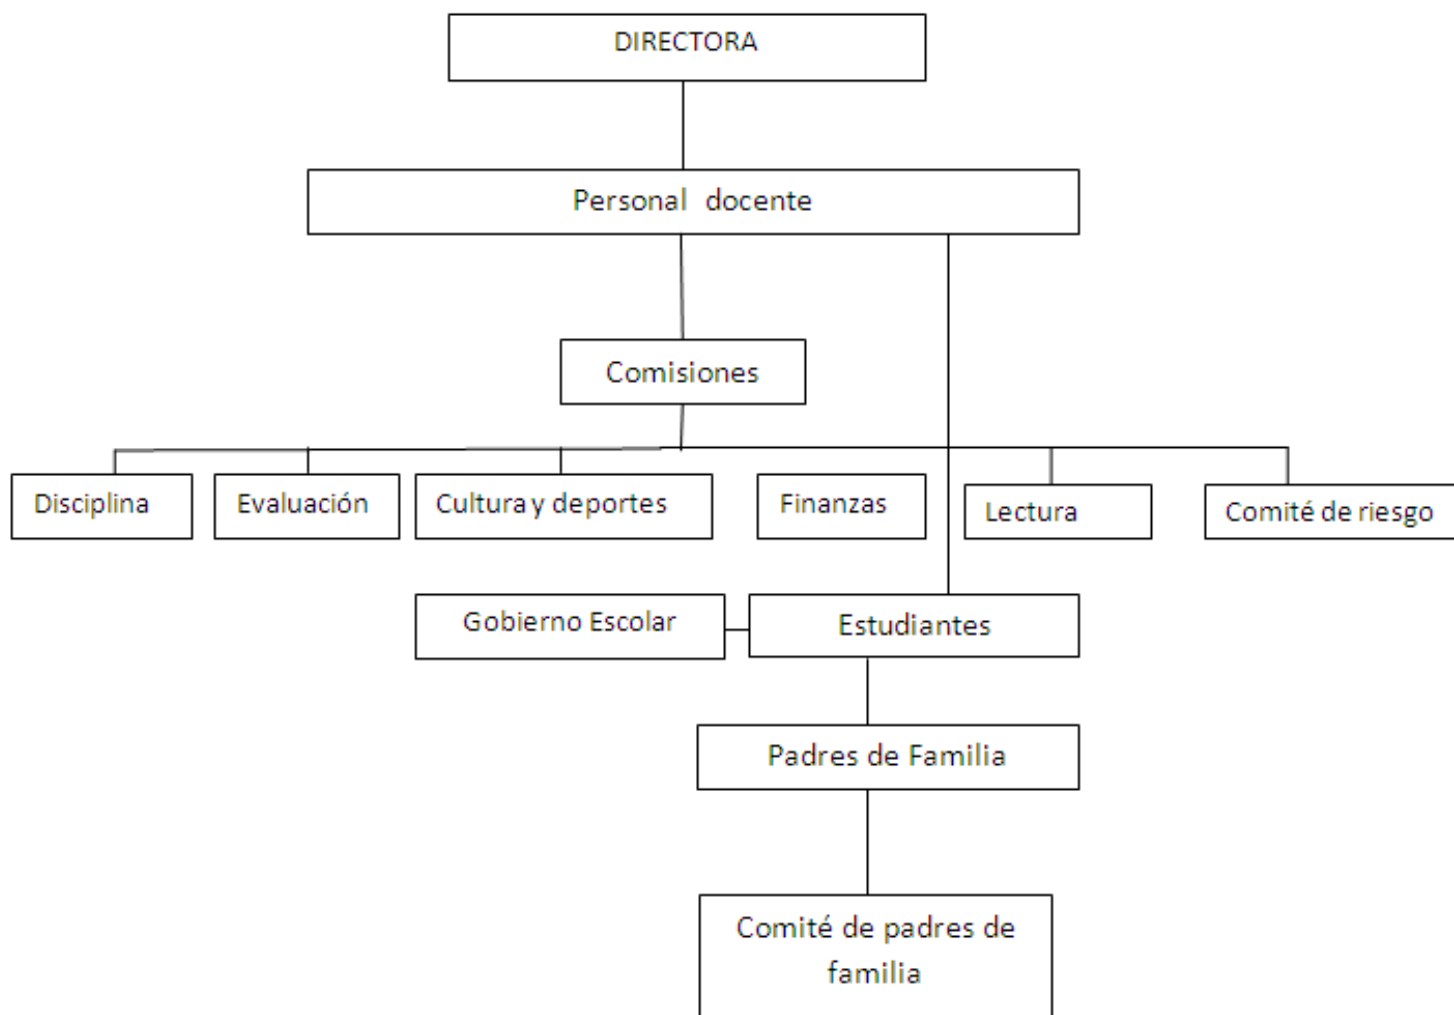 DIRECTORA
Personal docente
Comisiones
Disciplina
Evaluación
Cultura y deportes
Finanzas
Lectura
Comité de riesgo
Gobierno Escolar
Estudiantes
Padres de Familia
Comité de padres de
familia